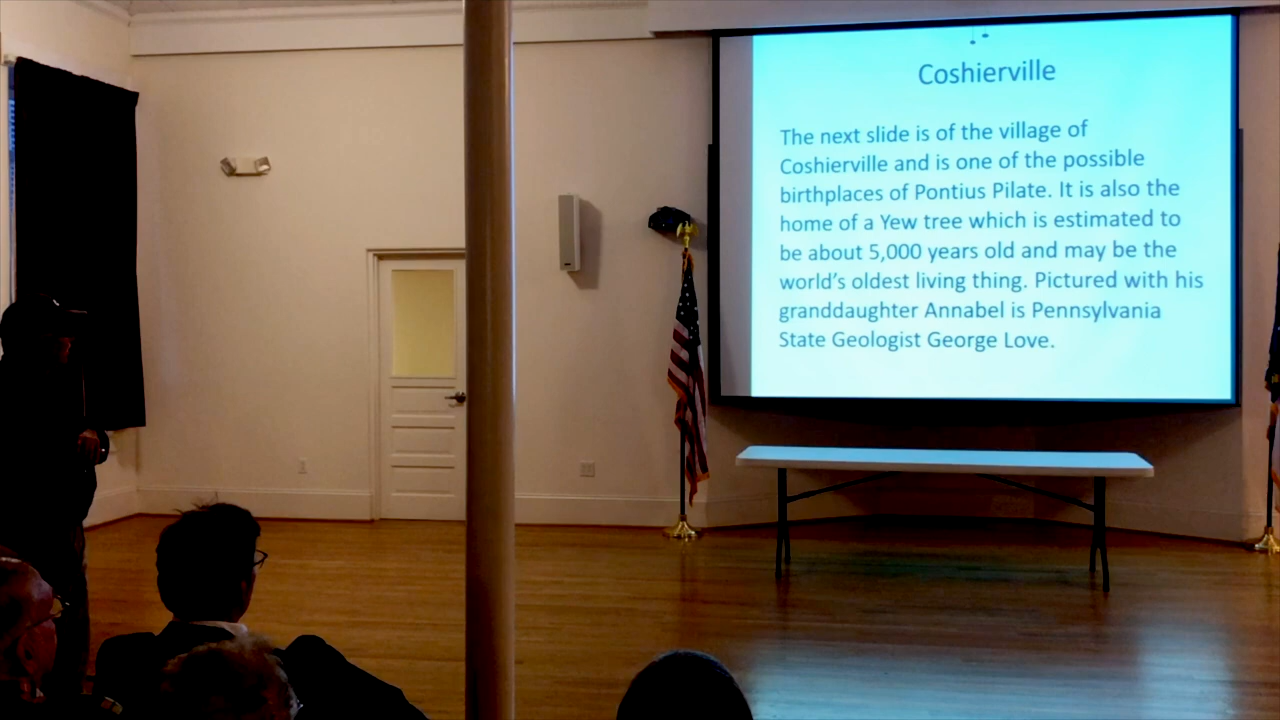 Coshierville
The next slide is of the village of
Coshierville and is one of the possible
birthplaces of Pontius Pilate. It is also the
home of a Yew tree which is estimated to
be about 5,000 years old and may be the
world's oldest living thing. Pictured with his
granddaughter Annabel is Pennsylvania
State Geologist George Love.